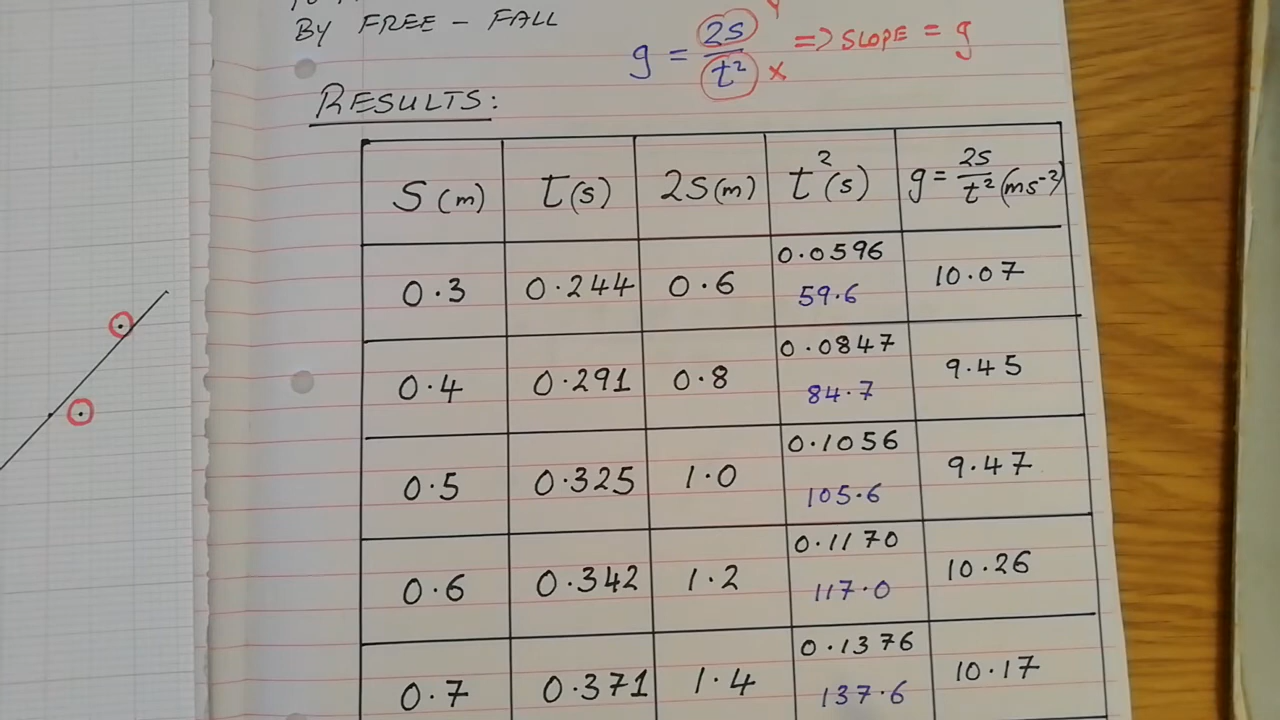 BY FREE - FALL
g = 2s/t² x => SLOPE = g
RESULTS:
S(m) t(s) 2S(m) t²(s) g = 2s/t² (ms⁻²)
0.3 0.244 0.6 0.0596 10.07
59.6
0.4 0.291 0.8 0.0847 9.45
84.7
0.5 0.325 1.0 0.1056 9.47
105.6
0.6 0.342 1.2 0.1170 10.26
117.0
0.7 0.371 1.4 0.1376 10.17
137.6